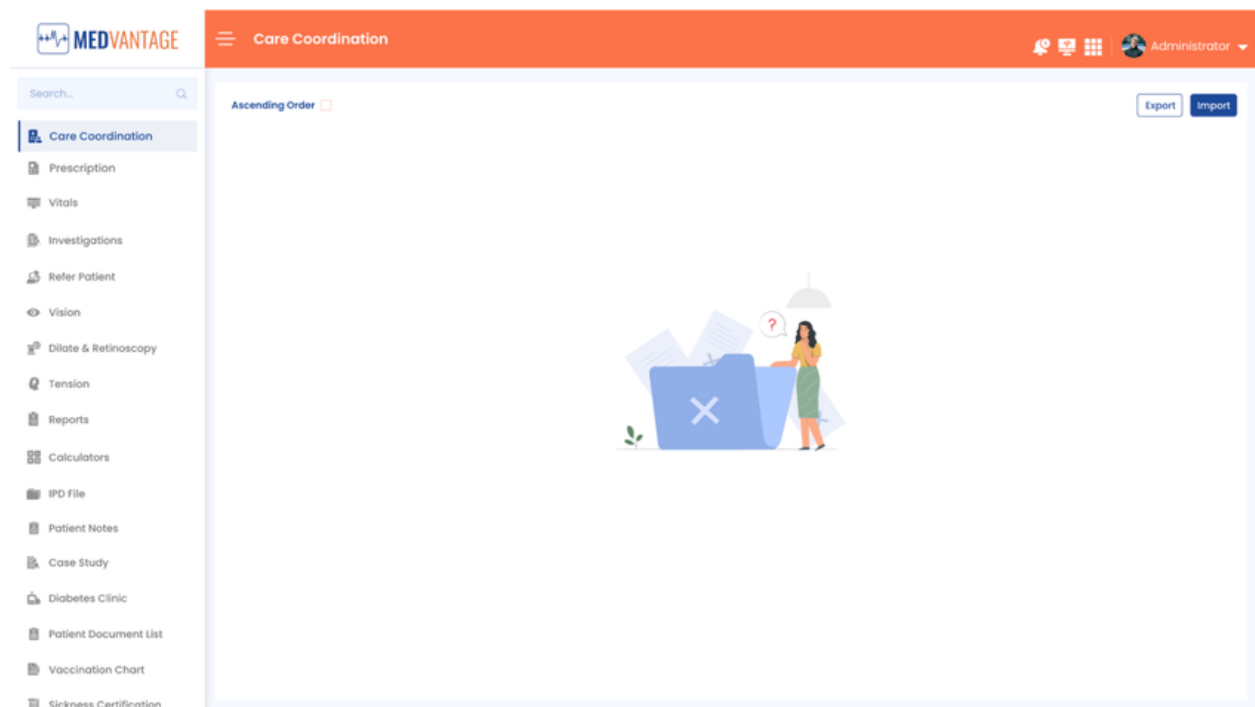 MEDVANTAGE
Care Coordination
Administrator
Search...
Ascending Order
Export
Import
Care Coordination
Prescription
Vitals
Investigations
Refer Patient
Vision
Dilate & Retinoscopy
Tension
Reports
Calculators
IPD File
Patient Notes
Case Study
Diabetes Clinic
Patient Document List
Vaccination Chart
Sickness Certification
?